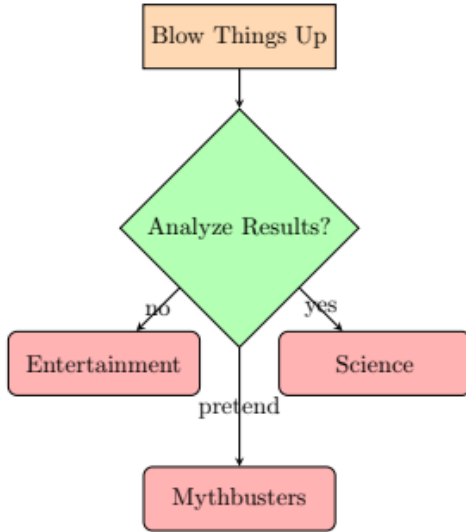 Blow Things Up
Analyze Results?
no
yes
Entertainment
Science
pretend
Mythbusters